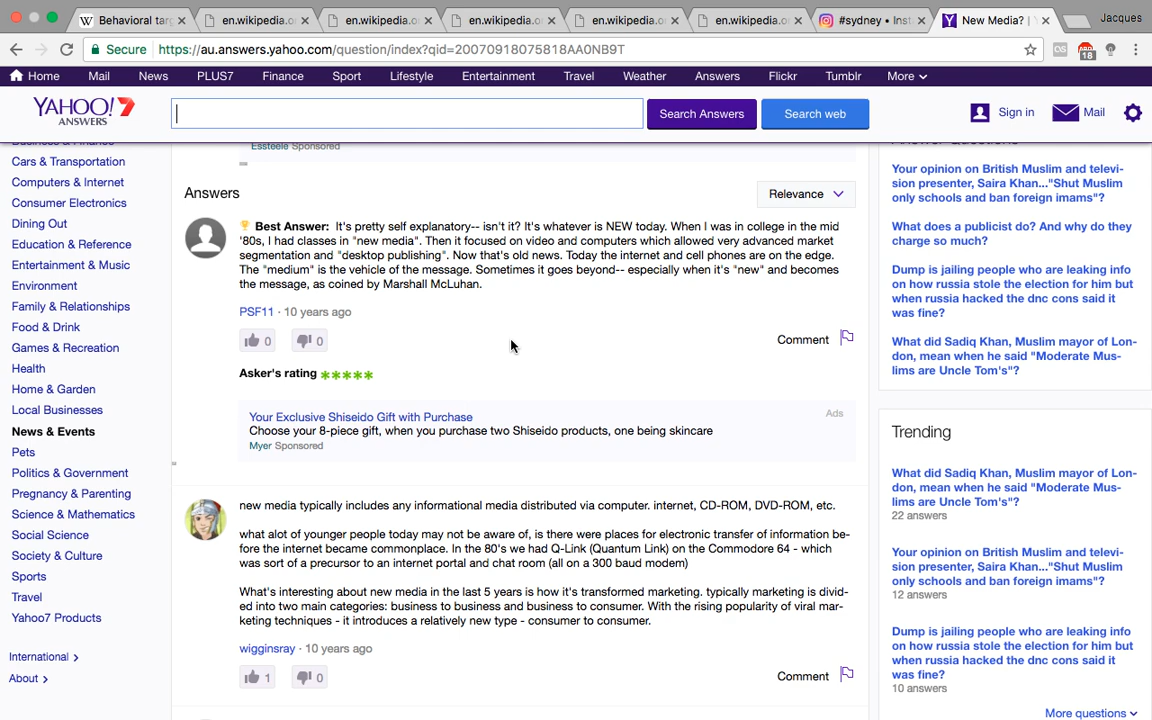 Behavioral targ
en.wikipedia.o
en.wikipedia.o
en.wikipedia.o
en.wikipedia.o
en.wikipedia.o
#sydney • Inst
New Media? | Y
Jacques
Secure
https://au.answers.yahoo.com/question/index?qid=20070918075818AA0NB9T
OS
18
Home Mail News PLUS7 Finance Sport Lifestyle Entertainment Travel Weather Answers Flickr Tumblr More
YAHOO! 7
ANSWERS
Search Answers
Search web
Sign in
Mail
Business & Finance
Cars & Transportation
Computers & Internet
Consumer Electronics
Dining Out
Education & Reference
Entertainment & Music
Environment
Family & Relationships
Food & Drink
Games & Recreation
Health
Home & Garden
Local Businesses
News & Events
Pets
Politics & Government
Pregnancy & Parenting
Science & Mathematics
Social Science
Society & Culture
Sports
Travel
Yahoo7 Products
International
About
Essteele Sponsored
Answers
Relevance
Best Answer: It's pretty self explanatory-- isn't it? It's whatever is NEW today. When I was in college in the mid
'80s, I had classes in "new media". Then it focused on video and computers which allowed very advanced market
segmentation and "desktop publishing". Now that's old news. Today the internet and cell phones are on the edge.
The "medium" is the vehicle of the message. Sometimes it goes beyond-- especially when it's "new" and becomes
the message, as coined by Marshall McLuhan.
PSF11 · 10 years ago
0
0
Comment
Asker's rating
Your Exclusive Shiseido Gift with Purchase
Ads
Choose your 8-piece gift, when you purchase two Shiseido products, one being skincare
Myer Sponsored
new media typically includes any informational media distributed via computer. internet, CD-ROM, DVD-ROM, etc.
what alot of younger people today may not be aware of, is there were places for electronic transfer of information be-
fore the internet became commonplace. In the 80's we had Q-Link (Quantum Link) on the Commodore 64 - which
was sort of a precursor to an internet portal and chat room (all on a 300 baud modem)
What's interesting about new media in the last 5 years is how it's transformed marketing. typically marketing is divid-
ed into two main categories: business to business and business to consumer. With the rising popularity of viral mar-
keting techniques - it introduces a relatively new type - consumer to consumer.
wigginsray · 10 years ago
1
0
Comment
Your opinion on British Muslim and televi-
sion presenter, Saira Khan..."Shut Muslim
only schools and ban foreign imams"?
What does a publicist do? And why do they
charge so much?
Dump is jailing people who are leaking info
on how russia stole the election for him but
when russia hacked the dnc cons said it
was fine?
What did Sadiq Khan, Muslim mayor of Lon-
don, mean when he said "Moderate Mus-
lims are Uncle Tom's"?
Trending
What did Sadiq Khan, Muslim mayor of Lon-
don, mean when he said "Moderate Mus-
lims are Uncle Tom's"?
22 answers
Your opinion on British Muslim and televi-
sion presenter, Saira Khan..."Shut Muslim
only schools and ban foreign imams"?
12 answers
Dump is jailing people who are leaking info
on how russia stole the election for him but
when russia hacked the dnc cons said it
was fine?
10 answers
More questions